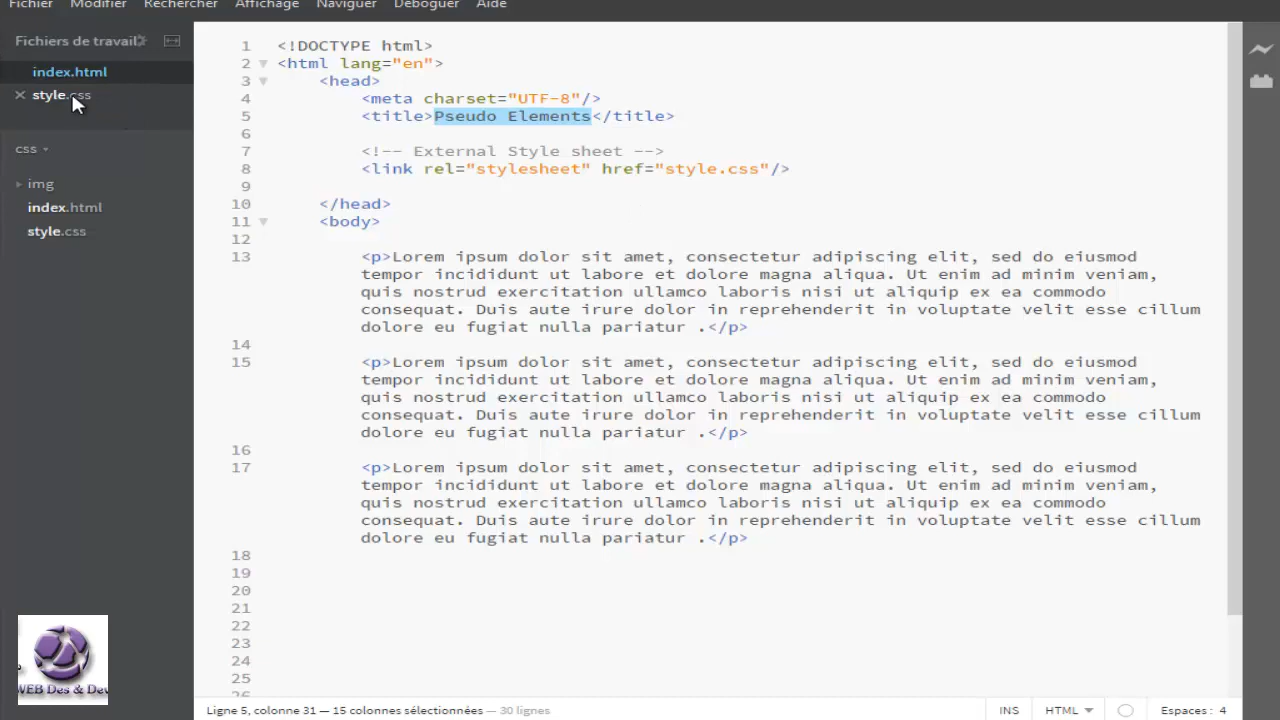 Fichier Modifier Rechercher Affichage Naviguer Déboguer Aide
Fichiers de travail
index.html
style.css
css
img
index.html
style.css
1 <!DOCTYPE html>
2 <html lang="en">
3 <head>
4 <meta charset="UTF-8"/>
5 <title>Pseudo Elements</title>
6
7 <!-- External Style sheet -->
8 <link rel="stylesheet" href="style.css"/>
9
10 </head>
11 <body>
12
13 <p>Lorem ipsum dolor sit amet, consectetur adipiscing elit, sed do eiusmod
tempor incididunt ut labore et dolore magna aliqua. Ut enim ad minim veniam,
quis nostrud exercitation ullamco laboris nisi ut aliquip ex ea commodo
consequat. Duis aute irure dolor in reprehenderit in voluptate velit esse cillum
dolore eu fugiat nulla pariatur .</p>
14
15 <p>Lorem ipsum dolor sit amet, consectetur adipiscing elit, sed do eiusmod
tempor incididunt ut labore et dolore magna aliqua. Ut enim ad minim veniam,
quis nostrud exercitation ullamco laboris nisi ut aliquip ex ea commodo
consequat. Duis aute irure dolor in reprehenderit in voluptate velit esse cillum
dolore eu fugiat nulla pariatur .</p>
16
17 <p>Lorem ipsum dolor sit amet, consectetur adipiscing elit, sed do eiusmod
tempor incididunt ut labore et dolore magna aliqua. Ut enim ad minim veniam,
quis nostrud exercitation ullamco laboris nisi ut aliquip ex ea commodo
consequat. Duis aute irure dolor in reprehenderit in voluptate velit esse cillum
dolore eu fugiat nulla pariatur .</p>
18
19
20
21
22
23
24
25
26
WEB Des & Dev
Ligne 5, colonne 31 — 15 colonnes sélectionnées — 30 lignes
INS HTML Espaces : 4